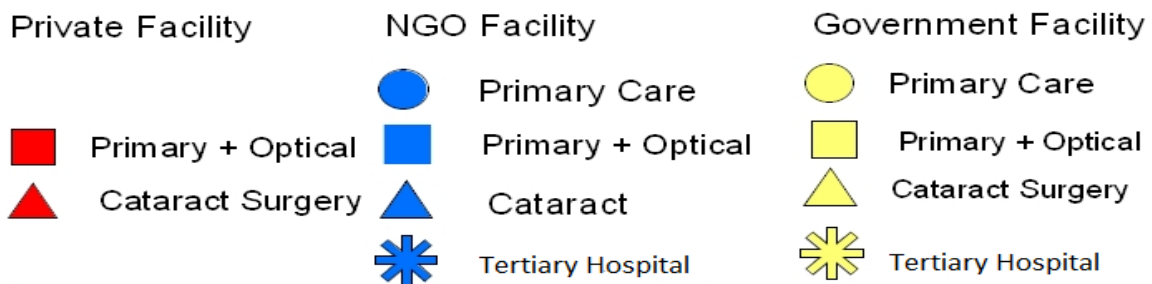 Private Facility
Primary + Optical
Cataract Surgery
NGO Facility
Primary Care
Primary + Optical
Cataract
Tertiary Hospital
Government Facility
Primary Care
Primary + Optical
Cataract Surgery
Tertiary Hospital